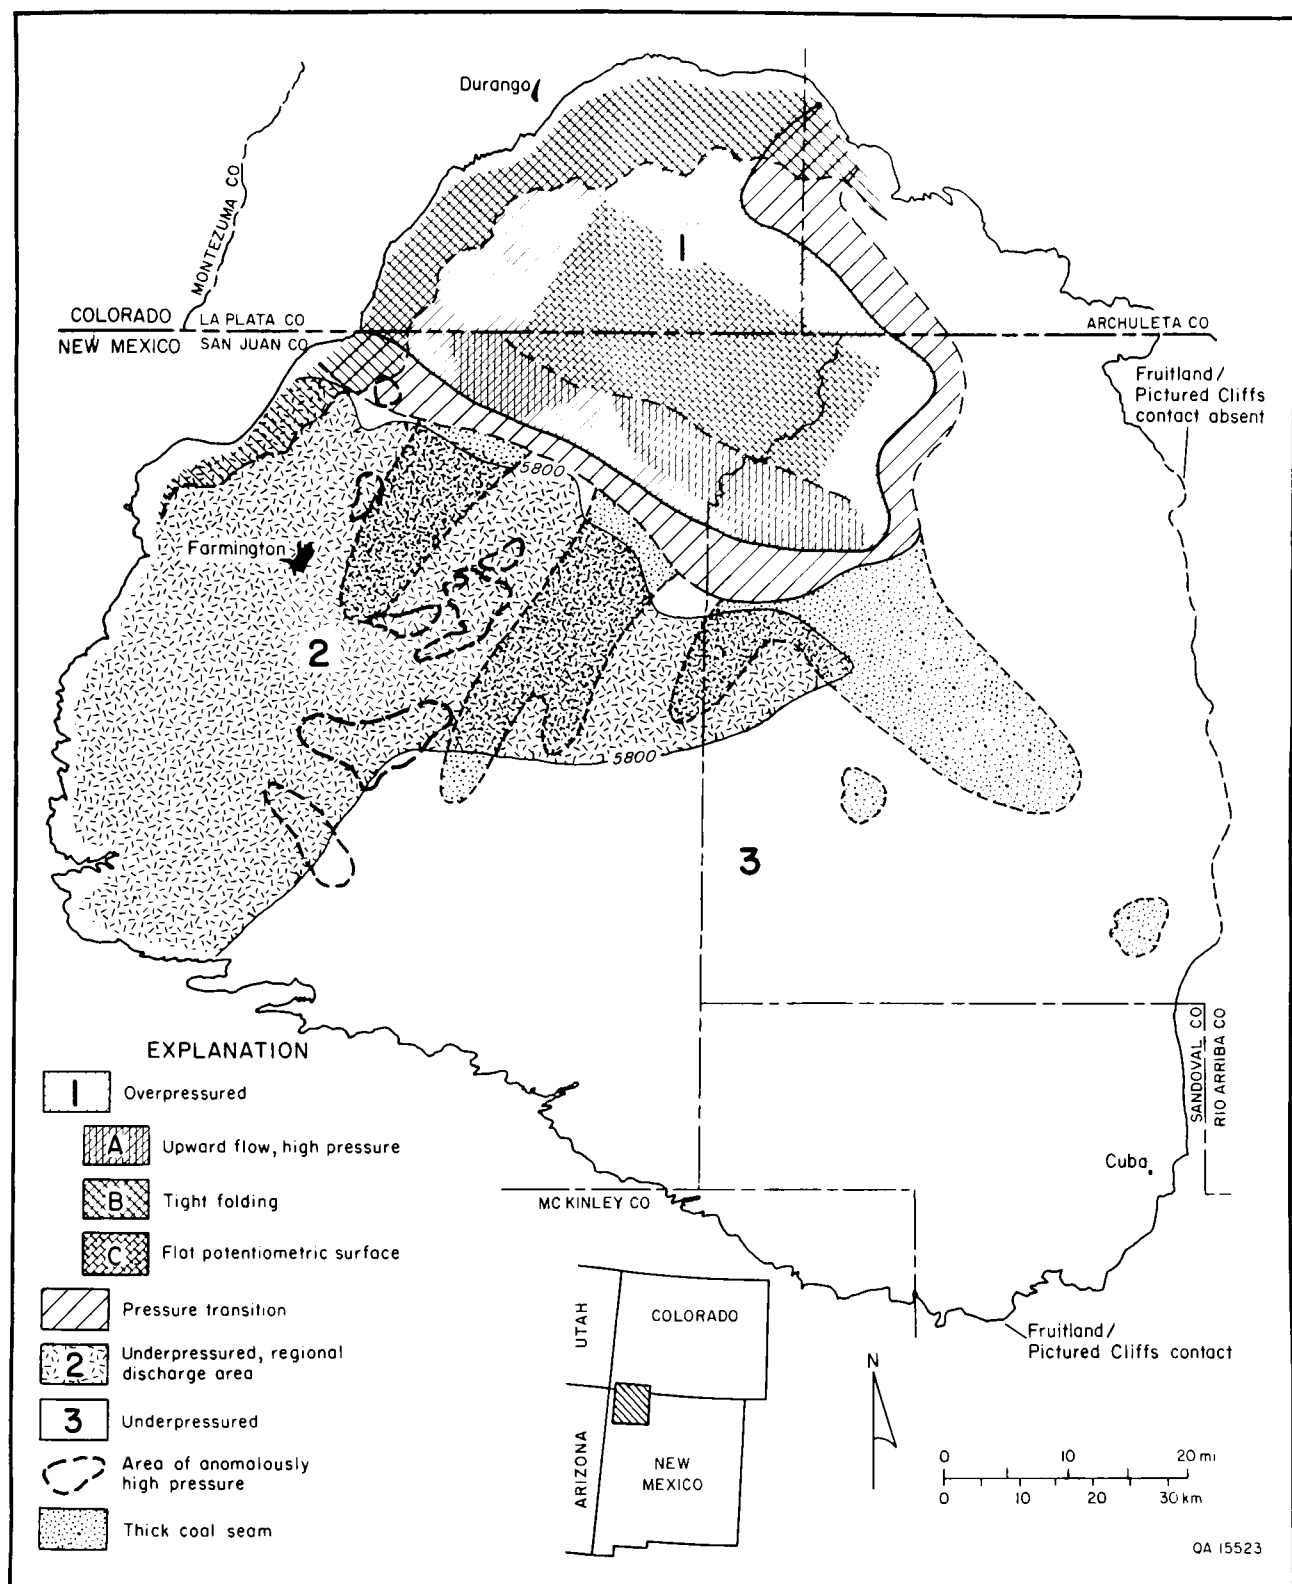 Durango
MONTEZUMA CO
1
COLORADO
LA PLATA CO
ARCHULETA CO
NEW MEXICO
SAN JUAN CO
Fruitland/
Pictured Cliffs
contact absent
5800
Farmington
2
5800
3
SANDOVAL CO
RIO ARRIBA CO
Cuba
MC KINLEY CO
Fruitland/
Pictured Cliffs contact
EXPLANATION
1 Overpressured
A Upward flow, high pressure
B Tight folding
C Flat potentiometric surface
Pressure transition
2 Underpressured, regional
discharge area
3 Underpressured
Area of anomalously
high pressure
Thick coal seam
UTAH
COLORADO
ARIZONA
NEW
MEXICO
N
0 10 20 mi
0 10 20 30 km
QA 15523